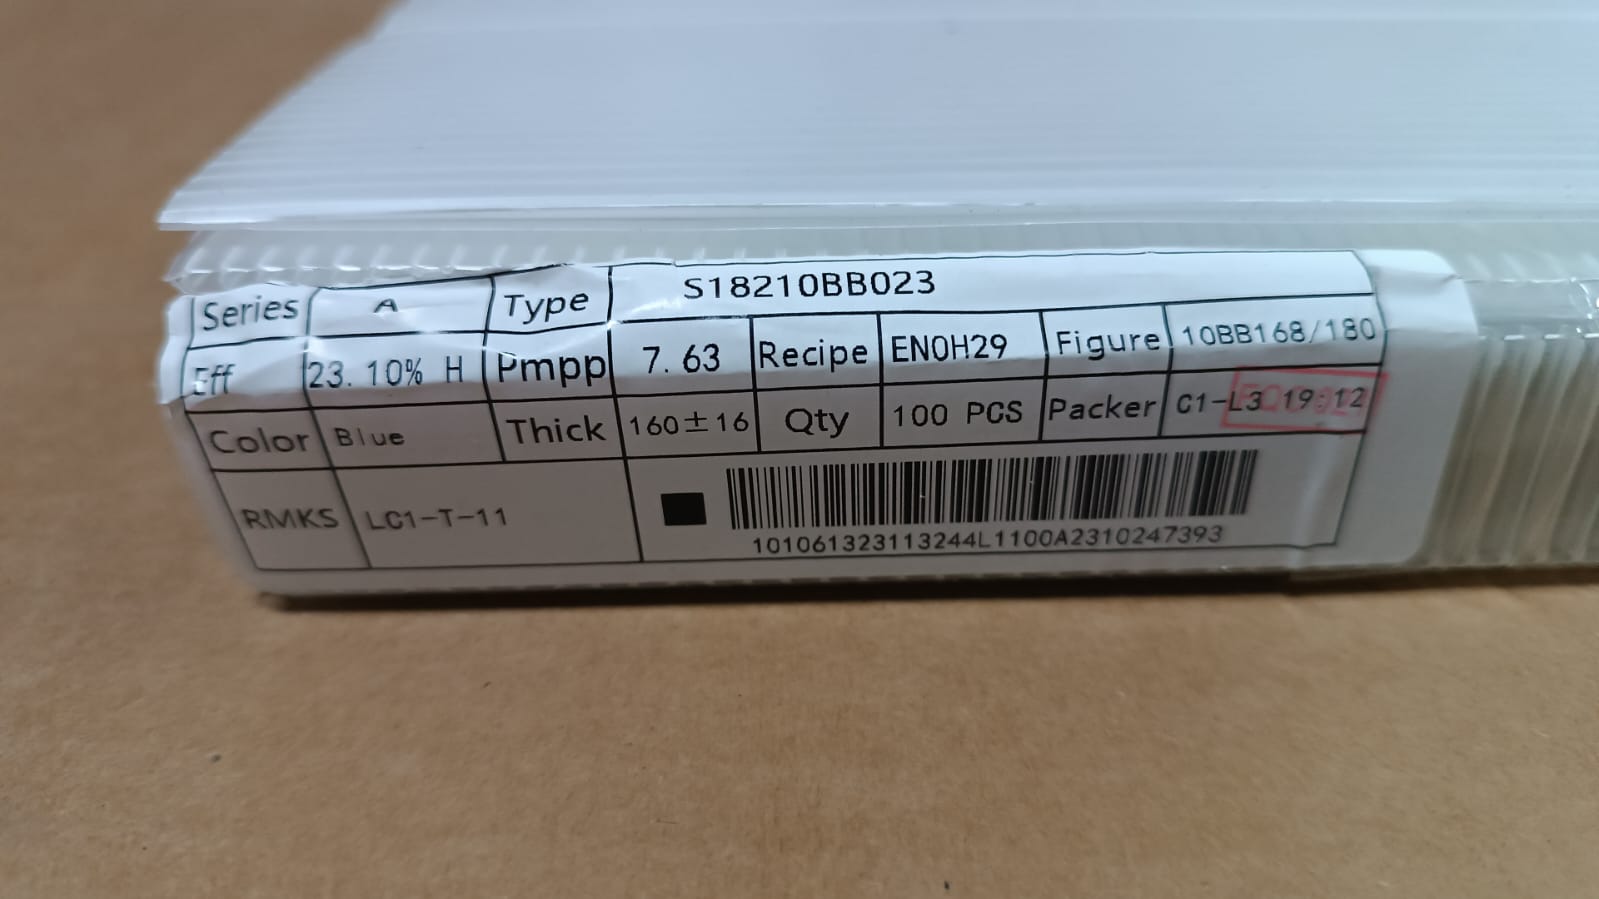 Series A Type S18210BB023
Eff 23.10% H Pmpp 7.63 Recipe EN0H29 Figure 10BB168/180
Color Blue Thick 160±16 Qty 100 PCS Packer C1-L3 19:12
RMKS LC1-T-11
101061323113244L1100A2310247393